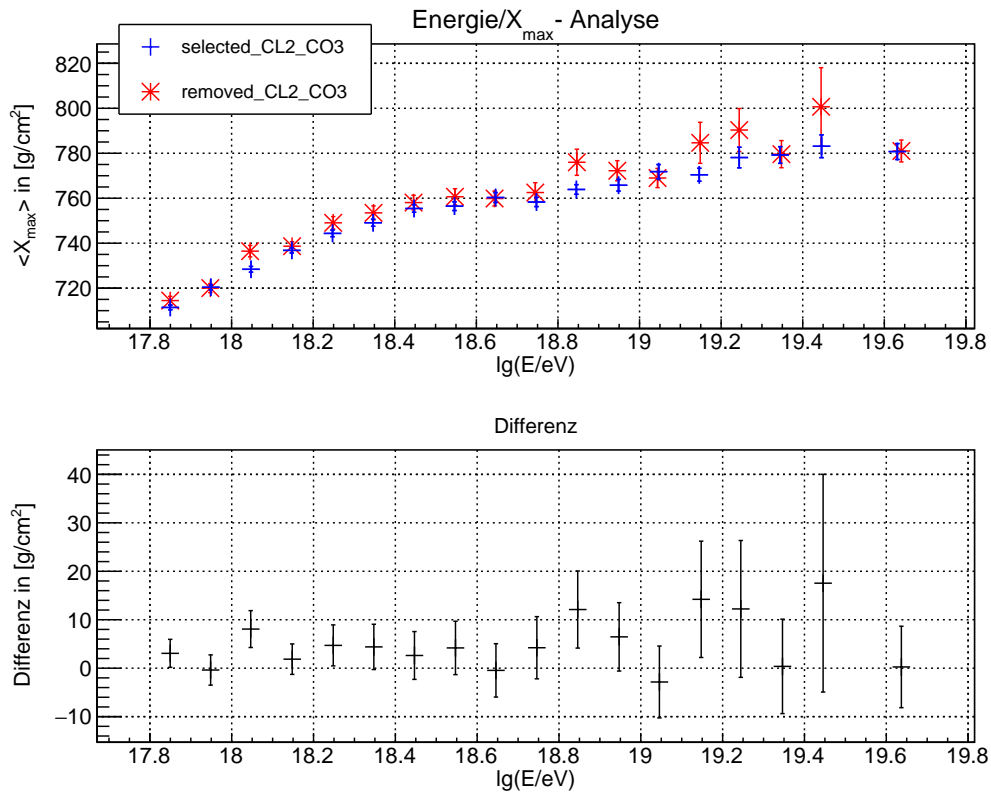 Energie/X_max - Analyse
selected_CL2_CO3
removed_CL2_CO3
<X_max> in [g/cm²]
820
800
780
760
740
720
17.8 18 18.2 18.4 18.6 18.8 19 19.2 19.4 19.6 19.8
lg(E/eV)
Differenz
Differenz in [g/cm²]
40
30
20
10
0
−10
17.8 18 18.2 18.4 18.6 18.8 19 19.2 19.4 19.6 19.8
lg(E/eV)